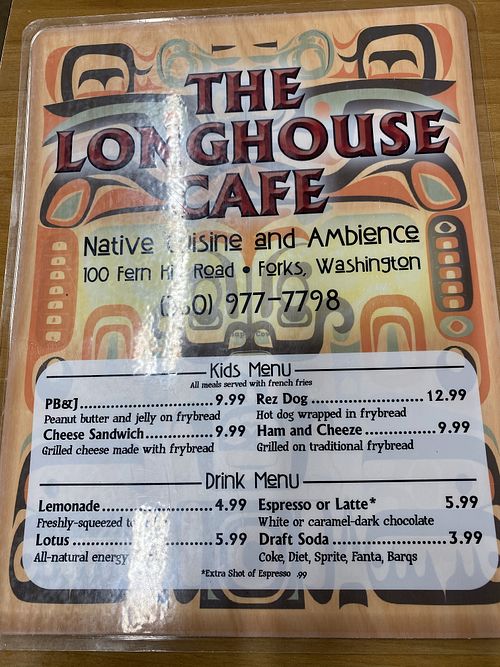 THE
LONGHOUSE
CAFE
Native Cuisine and Ambience
100 Fern Road • Forks, Washington
977-7798
Kids Menu
All meals served with french fries
PB&J..............................9.99
Peanut butter and jelly on frybread
Cheese Sandwich...............9.99
Grilled cheese made with frybread
Rez Dog..........................12.99
Hot dog wrapped in frybread
Ham and Cheeze................9.99
Grilled on traditional frybread
Drink Menu
Lemonade........................4.99
Freshly-squeezed
Lotus..............................5.99
All-natural energy
Espresso or Latte* 5.99
White or caramel-dark chocolate
Draft Soda........................3.99
Coke, Diet, Sprite, Fanta, Barqs
*Extra Shot of Espresso .99